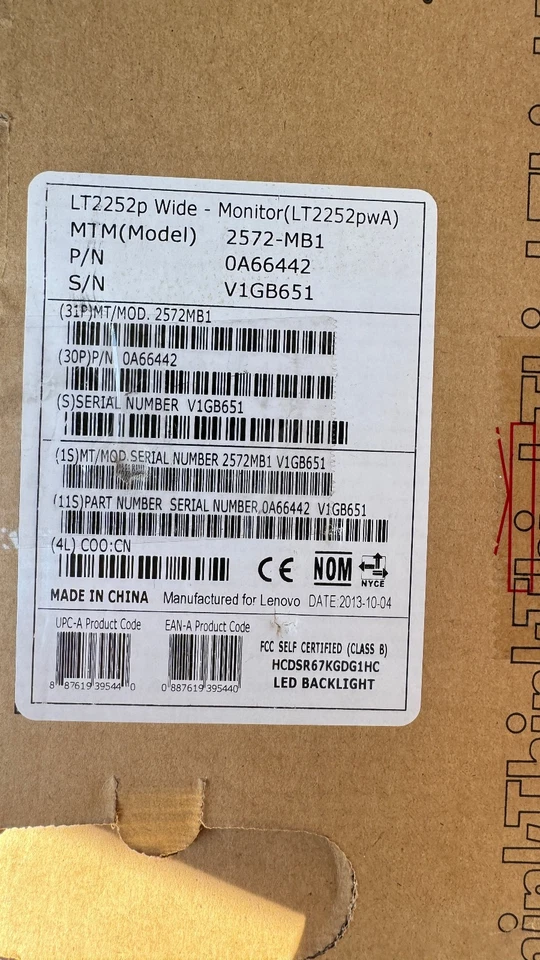 LT2252p Wide - Monitor(LT2252pwA)
MTM(Model) 2572-MB1
P/N 0A66442
S/N V1GB651
(31P)MT/MOD. 2572MB1
(30P)P/N 0A66442
(S)SERIAL NUMBER V1GB651
(1S)MT/MOD SERIAL NUMBER 2572MB1 V1GB651
(11S)PART NUMBER SERIAL NUMBER 0A66442 V1GB651
(4L) COO:CN
CE NOM NYCE
MADE IN CHINA Manufactured for Lenovo DATE 2013-10-04
UPC-A Product Code
8 87619 39544 0
EAN-A Product Code
0 887619 395440
FCC SELF CERTIFIED (CLASS B)
HCDSR67KGDG1HC
LED BACKLIGHT
Think